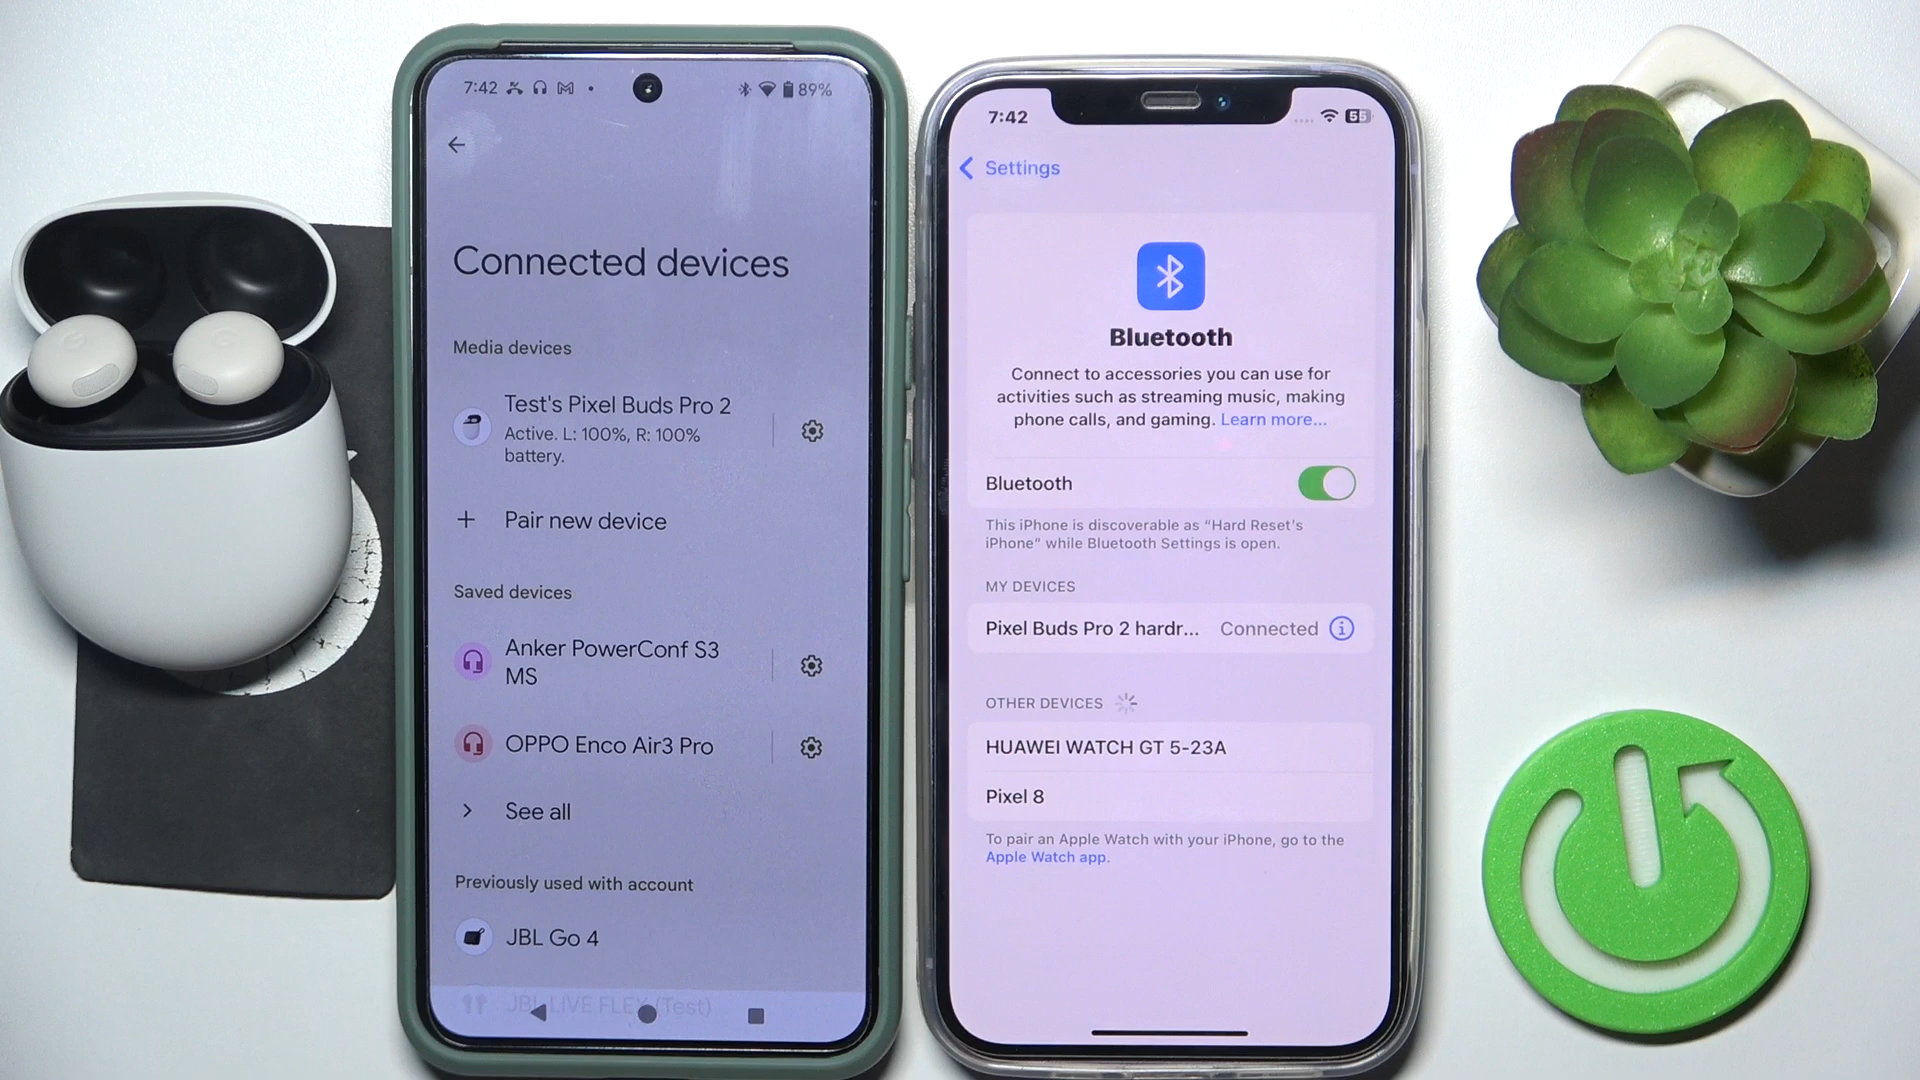 7:42
89%
Connected devices
Media devices
Test's Pixel Buds Pro 2
Active. L: 100%, R: 100%
battery.
+ Pair new device
Saved devices
Anker PowerConf S3
MS
OPPO Enco Air3 Pro
See all
Previously used with account
JBL Go 4
JBL LIVE FLEX (Test)
7:42
55
Settings
Bluetooth
Connect to accessories you can use for
activities such as streaming music, making
phone calls, and gaming. Learn more...
Bluetooth
This iPhone is discoverable as “Hard Reset’s
iPhone” while Bluetooth Settings is open.
MY DEVICES
Pixel Buds Pro 2 hardr... Connected
OTHER DEVICES
HUAWEI WATCH GT 5-23A
Pixel 8
To pair an Apple Watch with your iPhone, go to the
Apple Watch app.